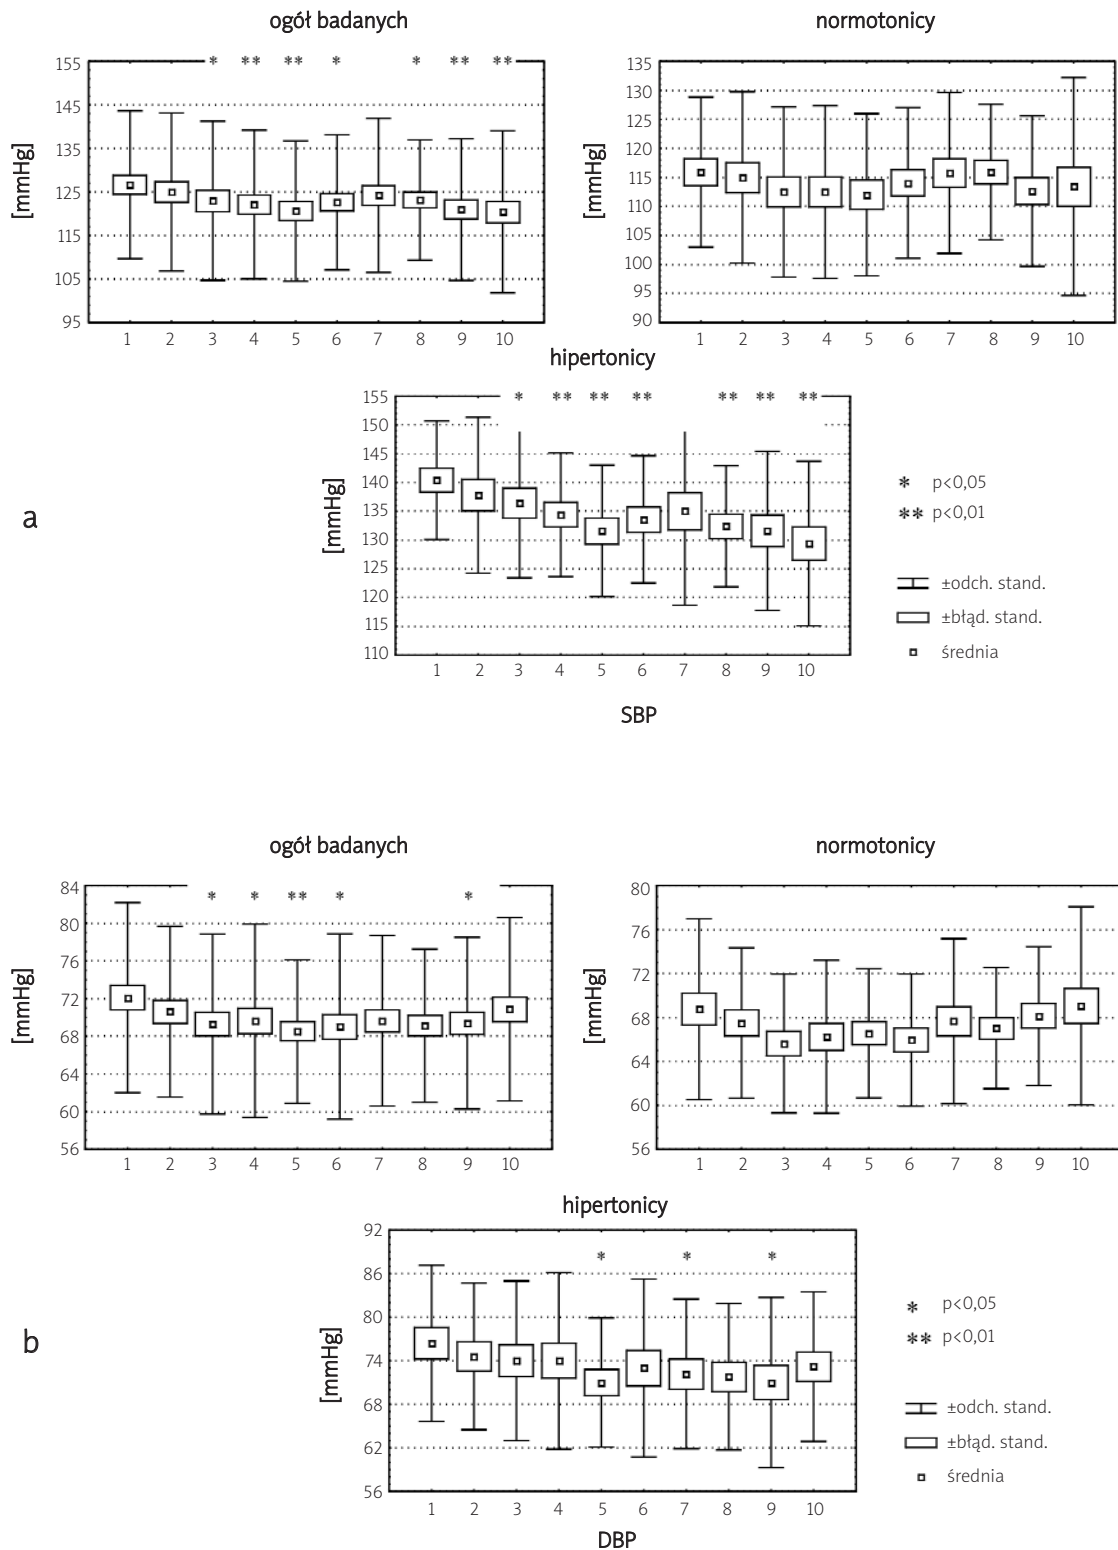 ogół badanych
* ** ** * * ** **
[mmHg]
155
145
135
125
115
105
95
1 2 3 4 5 6 7 8 9 10
normotonicy
[mmHg]
135
130
125
120
115
110
105
100
95
90
1 2 3 4 5 6 7 8 9 10
hipertonicy
* ** ** ** ** ** **
[mmHg]
155
150
145
140
135
130
125
120
115
110
1 2 3 4 5 6 7 8 9 10
SBP
a
* p<0,05
** p<0,01
±odch. stand.
±błąd. stand.
średnia
ogół badanych
* * ** * *
[mmHg]
84
80
76
72
68
64
60
56
1 2 3 4 5 6 7 8 9 10
normotonicy
[mmHg]
80
76
72
68
64
60
56
1 2 3 4 5 6 7 8 9 10
hipertonicy
* * *
[mmHg]
92
86
80
74
68
62
56
1 2 3 4 5 6 7 8 9 10
DBP
b
* p<0,05
** p<0,01
±odch. stand.
±błąd. stand.
średnia